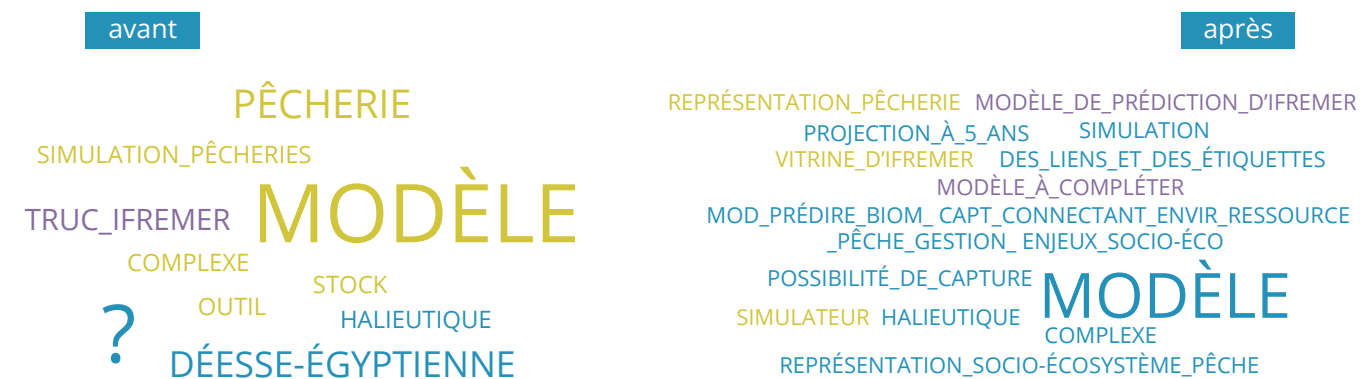 avant
PÊCHERIE
SIMULATION_PÊCHERIES
MODÈLE
TRUC_IFREMER
COMPLEXE
STOCK
OUTIL
?
HALIEUTIQUE
DÉESSE-ÉGYPTIENNE
après
REPRÉSENTATION_PÊCHERIE MODÈLE_DE_PRÉDICTION_D’IFREMER
PROJECTION_À_5_ANS SIMULATION
VITRINE_D’IFREMER DES_LIENS_ET_DES_ÉTIQUETTES
MODÈLE_À_COMPLÉTER
MOD_PRÉDIRE_BIOM_ CAPT_CONNECTANT_ENVIR_RESSOURCE
_PÊCHE_GESTION_ ENJEUX_SOCIO-ÉCO
POSSIBILITÉ_DE_CAPTURE
MODÈLE
SIMULATEUR HALIEUTIQUE
COMPLEXE
REPRÉSENTATION_SOCIO-ÉCOSYSTÈME_PÊCHE